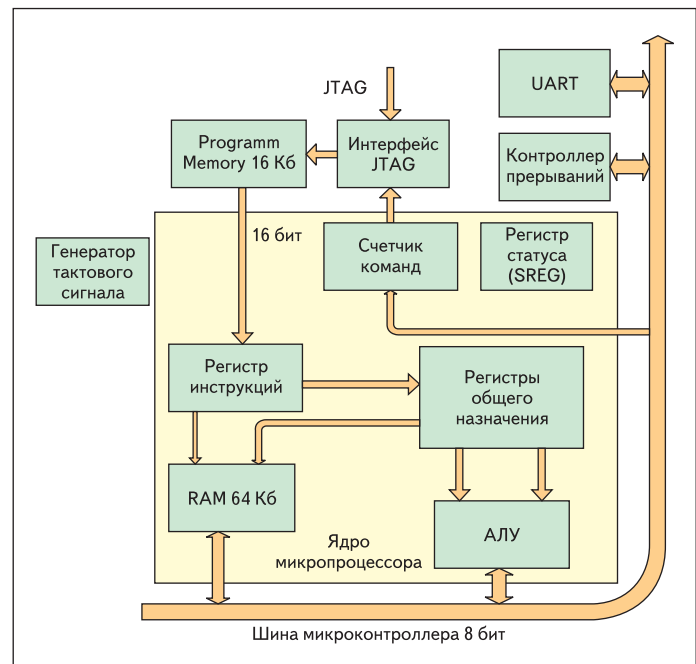 UART
JTAG
Programm
Memory 16 Кб
Интерфейс
JTAG
Контроллер
прерываний
16 бит
Генератор
тактового
сигнала
Счетчик
команд
Регистр
статуса
(SREG)
Регистр
инструкций
Регистры
общего
назначения
RAM 64 Кб
АЛУ
Ядро
микропроцессора
Шина микроконтроллера 8 бит